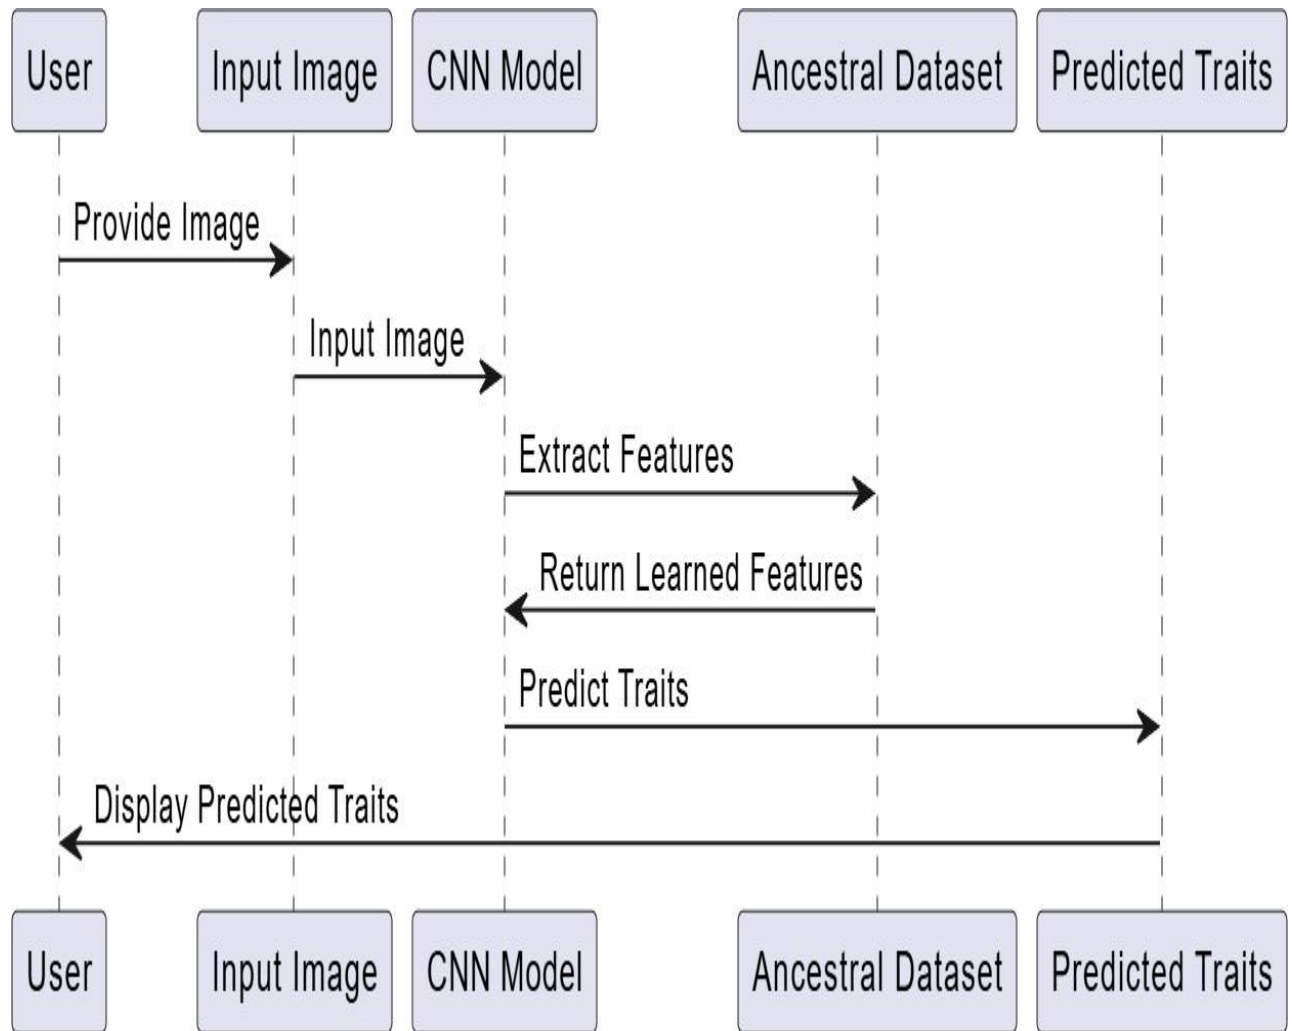 User
Input Image
CNN Model
Ancestral Dataset
Predicted Traits
Provide Image
Input Image
Extract Features
Return Learned Features
Predict Traits
Display Predicted Traits
User
Input Image
CNN Model
Ancestral Dataset
Predicted Traits